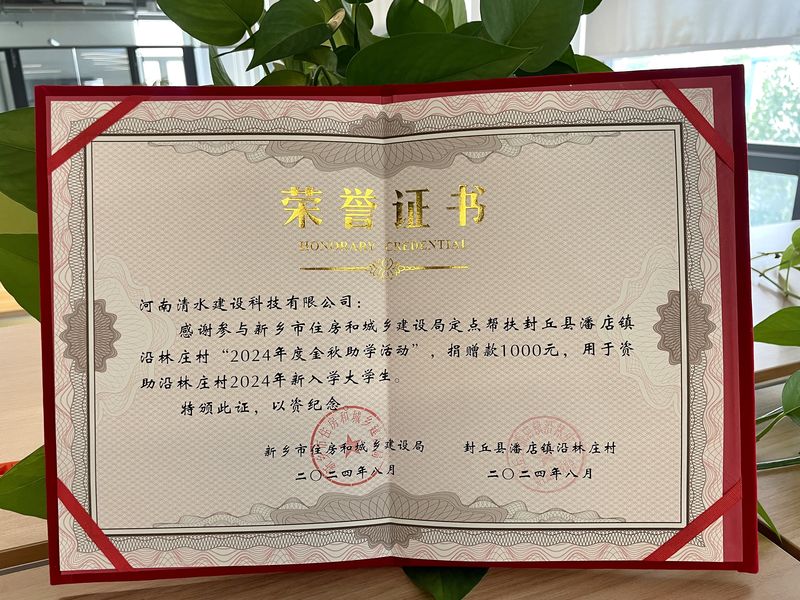 荣誉证书
HONORARY CREDENTIAL
河南清水建设科技有限公司：
感谢参与新乡市住房和城乡建设局定点帮扶封丘县潘店镇
沿林庄村“2024年度金秋助学活动”，捐赠款1000元，用于资
助沿林庄村2024年新入学大学生。
特颁此证，以资纪念。
新乡市住房和城乡建设局
封丘县潘店镇沿林庄村
二〇二四年八月
二〇二四年八月